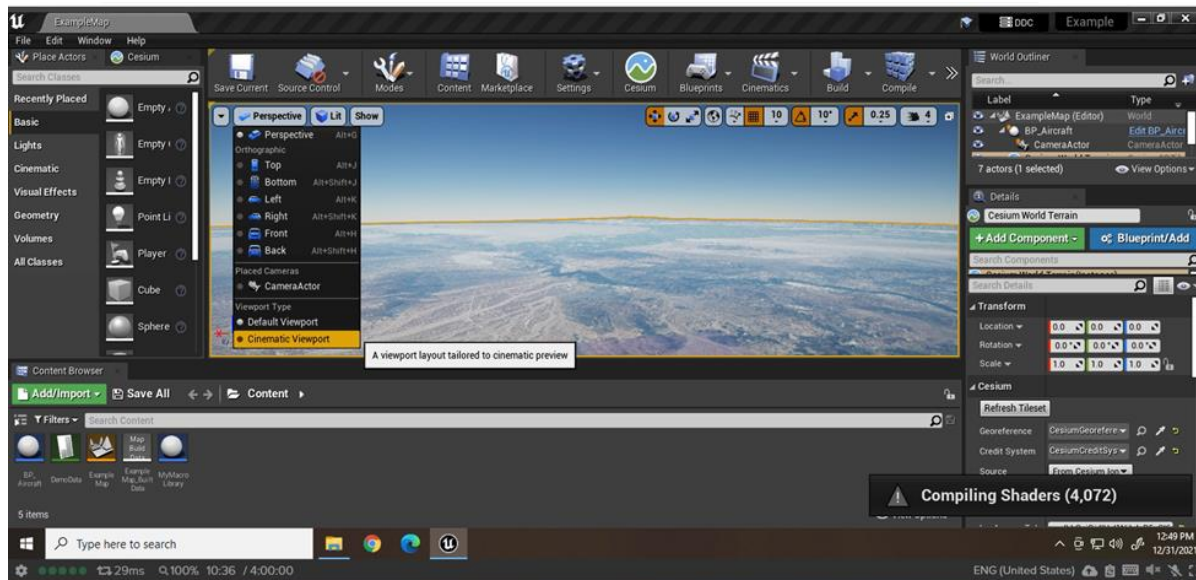 ExampleMap
DDC
Example
File Edit Window Help
Place Actors
Cesium
Search Classes
Recently Placed
Basic
Lights
Cinematic
Visual Effects
Geometry
Volumes
All Classes
Empty
Empty
Empty
Point Li
Player
Cube
Sphere
Save Current
Source Control
Modes
Content
Marketplace
Settings
Cesium
Blueprints
Cinematics
Build
Compile
Perspective
Lit
Show
10
10°
0.25
4
Perspective Alt+G
Orthographic
Top Alt+J
Bottom Alt+Shift+J
Left Alt+K
Right Alt+Shift+K
Front Alt+H
Back Alt+Shift+H
Placed Cameras
CameraActor
Viewport Type
Default Viewport
Cinematic Viewport
A viewport layout tailored to cinematic preview
World Outliner
Search...
Label Type
ExampleMap (Editor) World
BP_Aircraft Edit BP_Aircr
CameraActor CameraActor
7 actors (1 selected) View Options
Details
Cesium World Terrain
+Add Component Blueprint/Add
Search Components
Search Details
Transform
Location 0.0 0.0 0.0
Rotation 0.0° 0.0° 0.0°
Scale 1.0 1.0 1.0
Cesium
Refresh Tileset
Georeference CesiumGeorefere
Credit System CesiumCreditSys
Source From Cesium Ion
Content Browser
Add/Import Save All Content
Filters Search Content
BP_
Aircraft
DemoData
Example
Map
Map
Build
Data
Example
Map_Built
Data
MyMacro
Library
5 items
View Options
Compiling Shaders (4,072)
Type here to search
12:49 PM
12/31/2021
29ms 100% 10:36 / 4:00:00
ENG (United States)